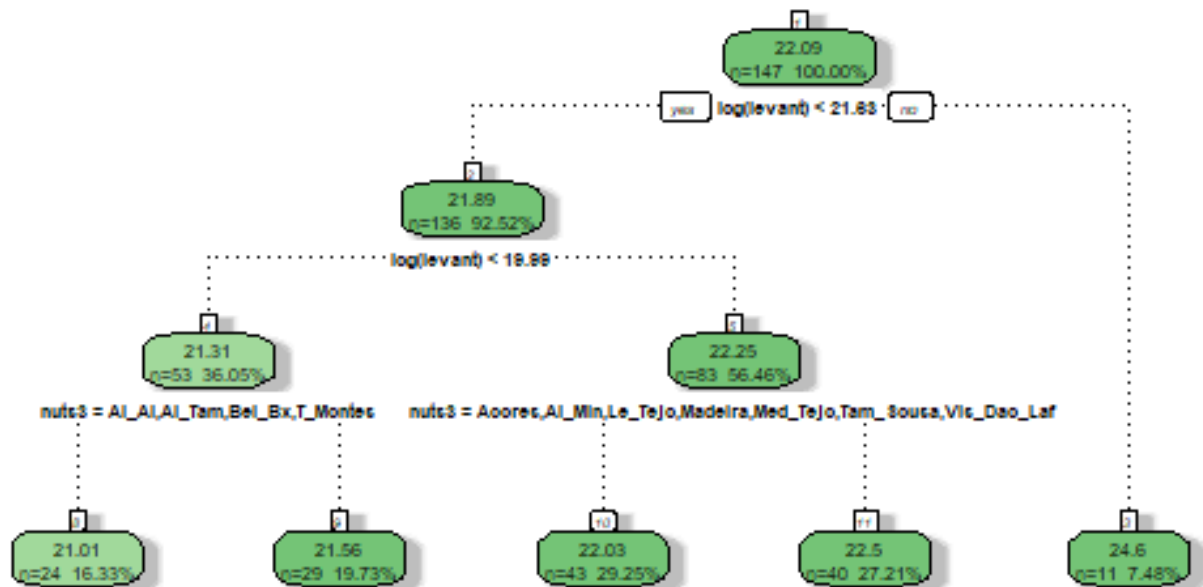 1
22.09
n=147 100.00%
yes log(levant) < 21.63 no
2
21.89
n=136 92.52%
log(levant) < 19.99
4
21.31
n=53 36.05%
5
22.25
n=83 56.46%
nuts3 = Al_Al,Al_Tam,Bei_Bx,T_Montes
nuts3 = Acores,Al_Min,Le_Tejo,Madeira,Med_Tejo,Tam_Sousa,Vis_Dao_Laf
8
21.01
n=24 16.33%
9
21.56
n=29 19.73%
10
22.03
n=43 29.25%
11
22.5
n=40 27.21%
3
24.6
n=11 7.48%